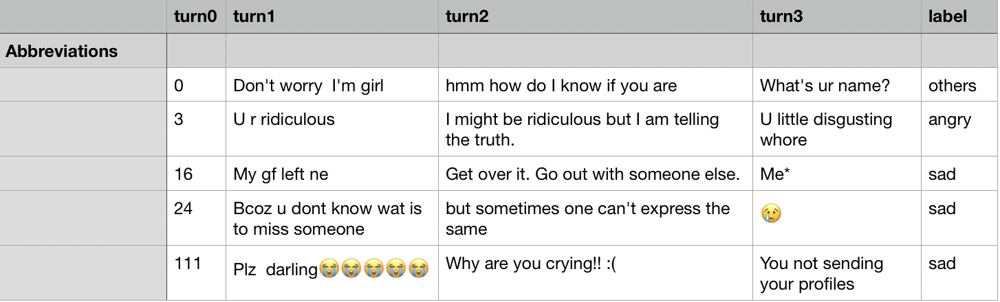 turn0 turn1 turn2 turn3 label
Abbreviations
0 Don't worry  I'm girl hmm how do I know if you are What's ur name? others
3 U r ridiculous I might be ridiculous but I am telling U little disgusting angry
the truth. whore
16 My gf left ne Get over it. Go out with someone else. Me* sad
24 Bcoz u dont know wat is but sometimes one can't express the 😢 sad
to miss someone same
111 Plz  darling😭😭😭😭😭 Why are you crying!! :( You not sending sad
your profiles